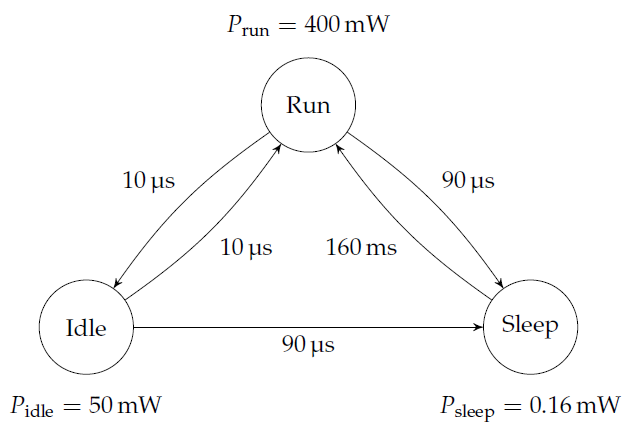 P_run = 400 mW
Run
10 µs
90 µs
10 µs
160 ms
Idle
Sleep
90 µs
P_idle = 50 mW
P_sleep = 0.16 mW